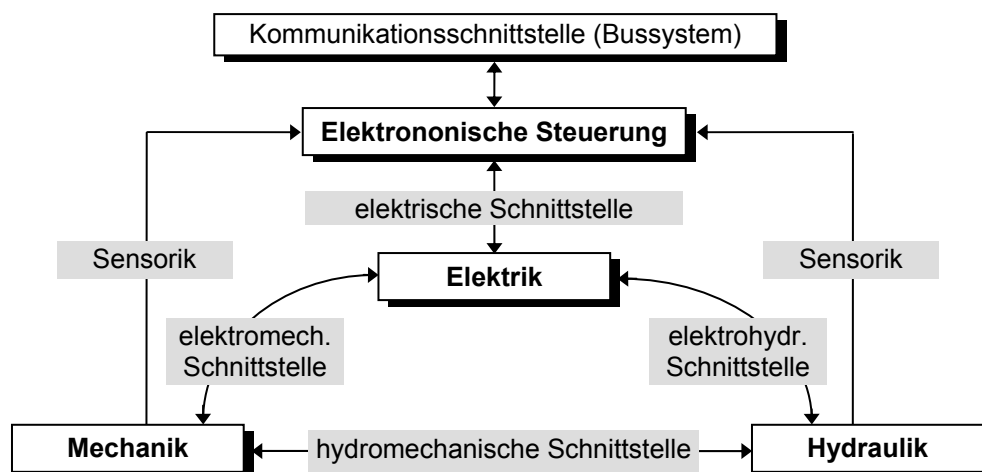 Kommunikationsschnittstelle (Bussystem)
Elektrononische Steuerung
elektrische Schnittstelle
Sensorik
Sensorik
Elektrik
elektromech.
Schnittstelle
elektrohydr.
Schnittstelle
Mechanik
hydromechanische Schnittstelle
Hydraulik